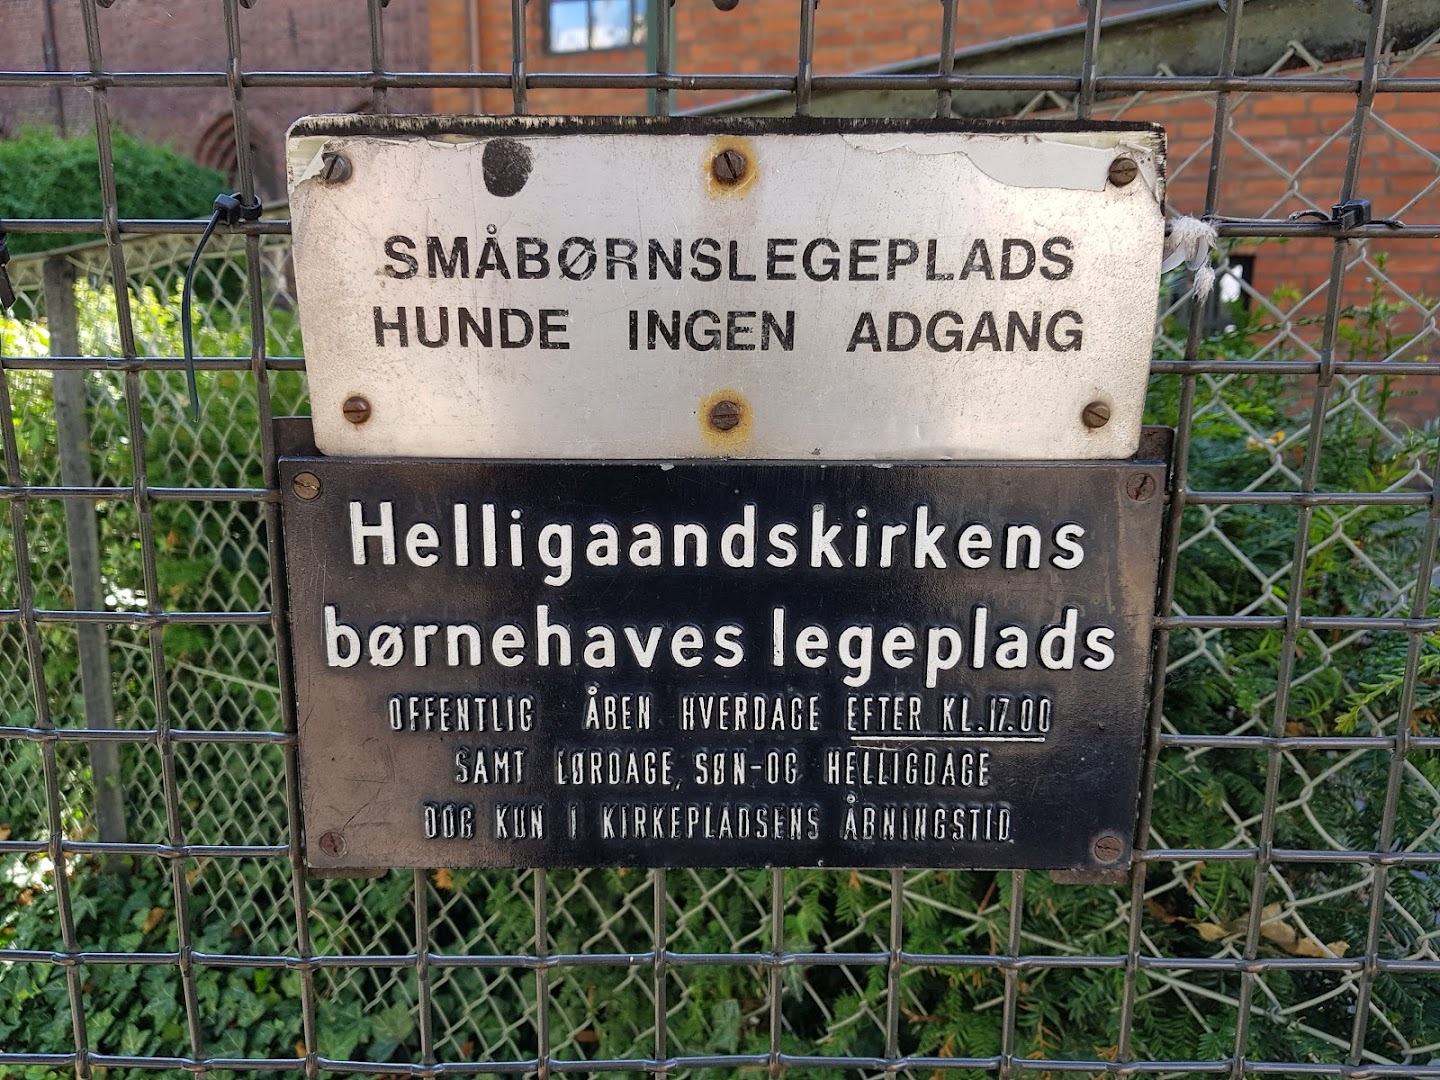 SMÅBØRNSLEGEPLADS
HUNDE INGEN ADGANG
Helligaandskirkens
børnehaves legeplads
OFFENTLIG ÅBEN HVERDAGE EFTER KL.17.00
SAMT LØRDAGE, SØN-OG HELLIGDAGE
DOG KUN I KIRKEPLADSENS ÅBNINGSTID